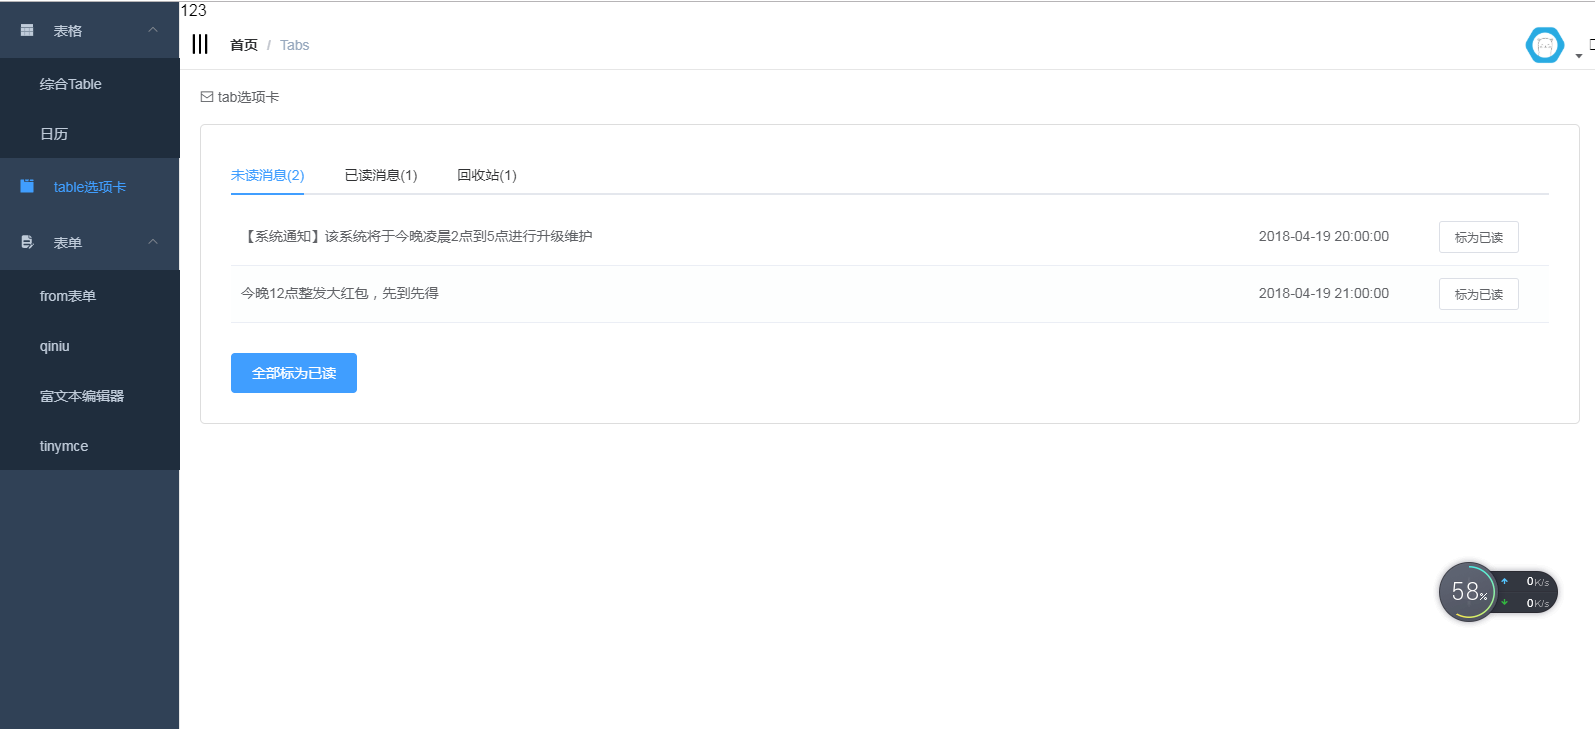 123
表格
综合Table
日历
table选项卡
表单
from表单
qiniu
富文本编辑器
tinymce
首页 / Tabs
tab选项卡
未读消息(2) 已读消息(1) 回收站(1)
【系统通知】该系统将于今晚凌晨2点到5点进行升级维护 2018-04-19 20:00:00 标为已读
今晚12点整发大红包，先到先得 2018-04-19 21:00:00 标为已读
全部标为已读
58%
0K/s
0K/s